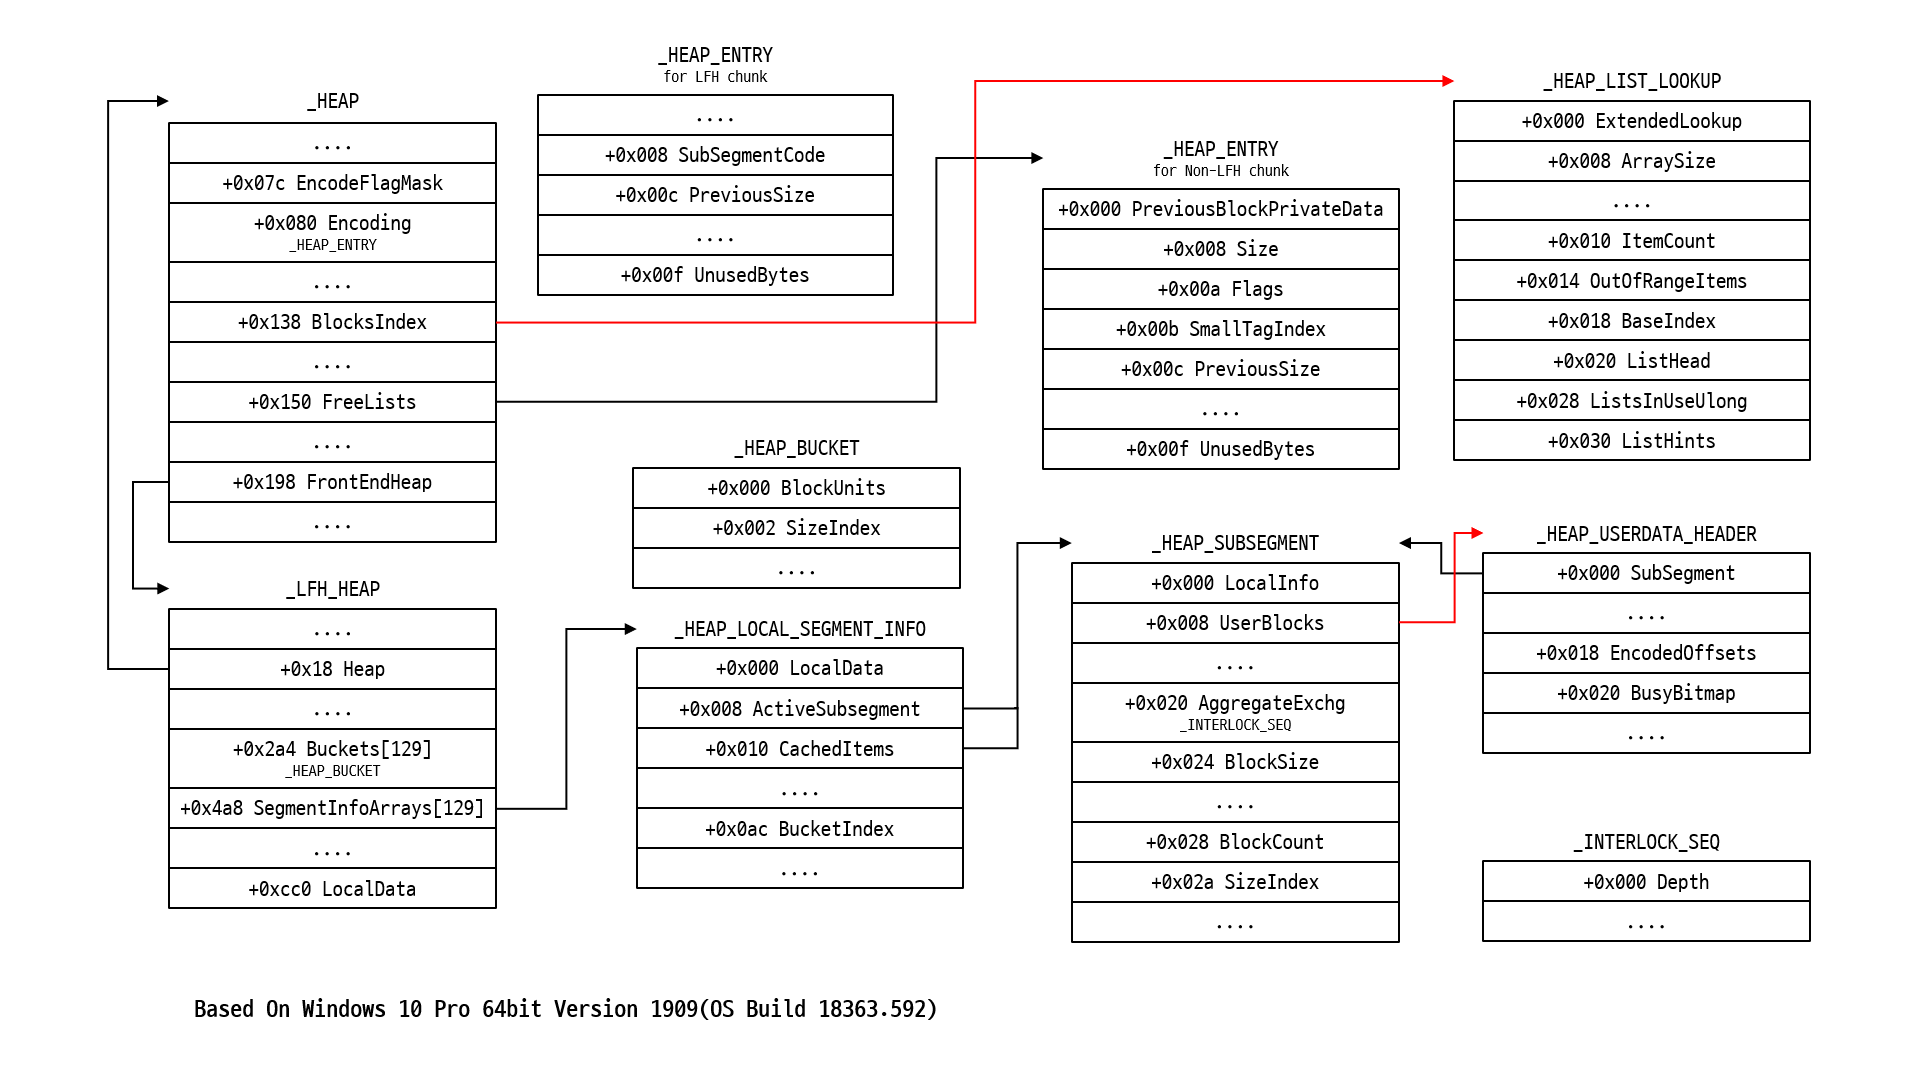 _HEAP
....
+0x07c EncodeFlagMask
+0x080 Encoding
_HEAP_ENTRY
....
+0x138 BlocksIndex
....
+0x150 FreeLists
....
+0x198 FrontEndHeap
....
_LFH_HEAP
....
+0x18 Heap
....
+0x2a4 Buckets[129]
_HEAP_BUCKET
+0x4a8 SegmentInfoArrays[129]
....
+0xcc0 LocalData
_HEAP_ENTRY
for LFH chunk
....
+0x008 SubSegmentCode
+0x00c PreviousSize
....
+0x00f UnusedBytes
_HEAP_BUCKET
+0x000 BlockUnits
+0x002 SizeIndex
....
_HEAP_LOCAL_SEGMENT_INFO
+0x000 LocalData
+0x008 ActiveSubsegment
+0x010 CachedItems
....
+0x0ac BucketIndex
....
_HEAP_ENTRY
for Non-LFH chunk
+0x000 PreviousBlockPrivateData
+0x008 Size
+0x00a Flags
+0x00b SmallTagIndex
+0x00c PreviousSize
....
+0x00f UnusedBytes
_HEAP_SUBSEGMENT
+0x000 LocalInfo
+0x008 UserBlocks
....
+0x020 AggregateExchg
_INTERLOCK_SEQ
+0x024 BlockSize
....
+0x028 BlockCount
+0x02a SizeIndex
....
_HEAP_LIST_LOOKUP
+0x000 ExtendedLookup
+0x008 ArraySize
....
+0x010 ItemCount
+0x014 OutOfRangeItems
+0x018 BaseIndex
+0x020 ListHead
+0x028 ListsInUseUlong
+0x030 ListHints
_HEAP_USERDATA_HEADER
+0x000 SubSegment
....
+0x018 EncodedOffsets
+0x020 BusyBitmap
....
_INTERLOCK_SEQ
+0x000 Depth
....
Based On Windows 10 Pro 64bit Version 1909(OS Build 18363.592)